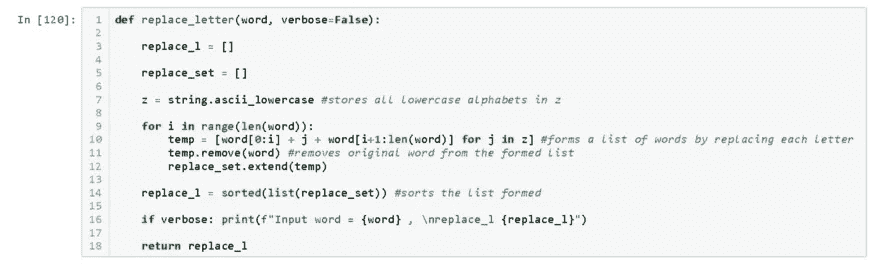 In [120]:
1 def replace_letter(word, verbose=False):
2
3     replace_l = []
4
5     replace_set = []
6
7     z = string.ascii_lowercase #stores all lowercase alphabets in z
8
9     for i in range(len(word)):
10         temp = [word[0:i] + j + word[i+1:len(word)] for j in z] #forms a list of words by replacing each letter
11         temp.remove(word) #removes original word from the formed list
12         replace_set.extend(temp)
13
14     replace_l = sorted(list(replace_set)) #sorts the list formed
15
16     if verbose: print(f"Input word = {word} , \nreplace_l {replace_l}")
17
18     return replace_l